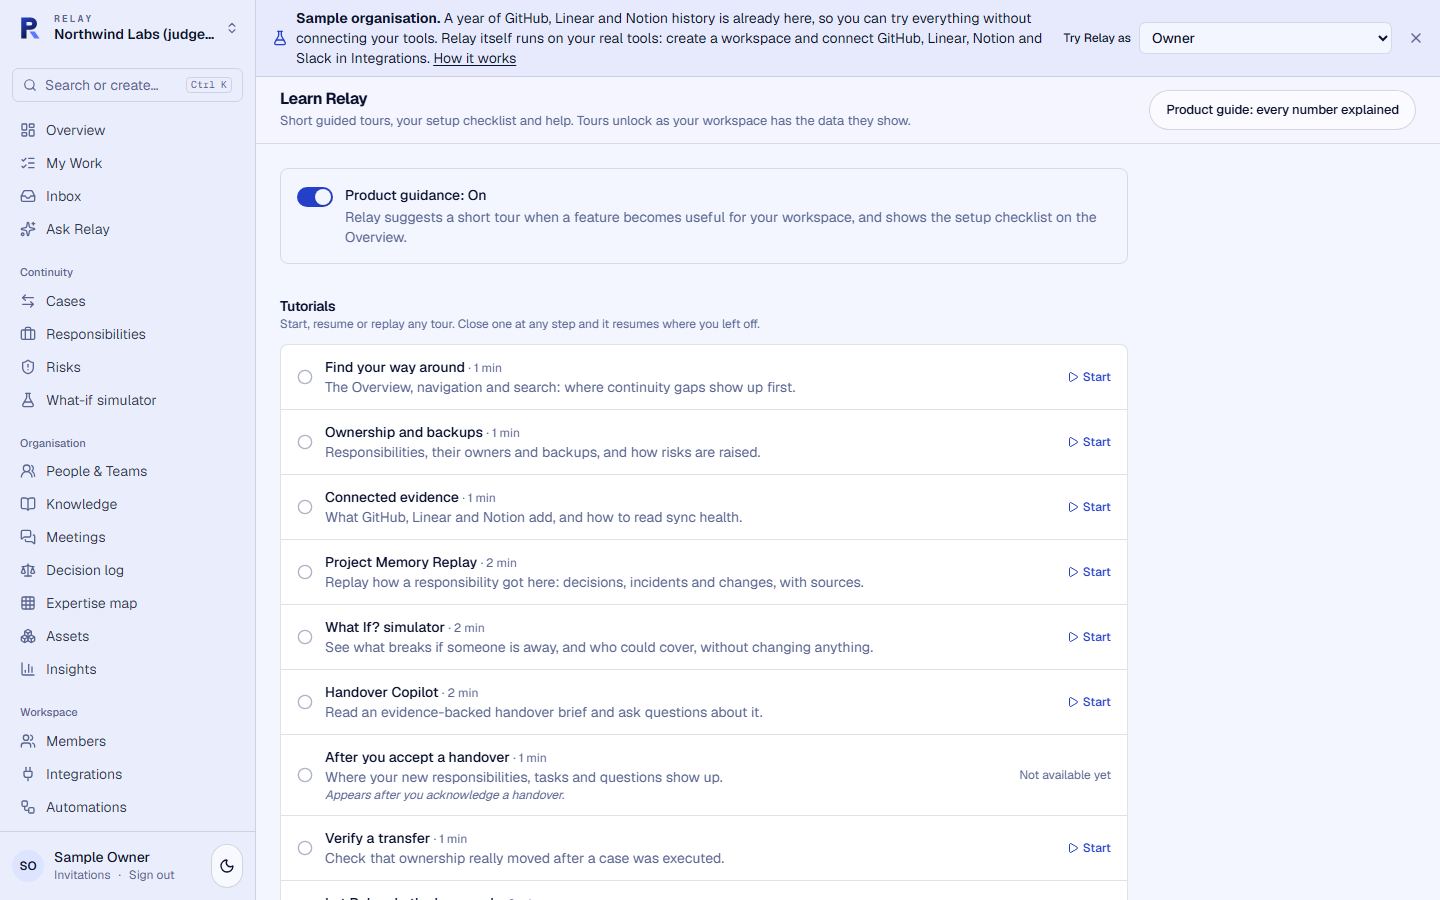 RELAY
Northwind Labs (judge...
Search or create...
Ctrl K
Overview
My Work
Inbox
Ask Relay
Continuity
Cases
Responsibilities
Risks
What-if simulator
Organisation
People & Teams
Knowledge
Meetings
Decision log
Expertise map
Assets
Insights
Workspace
Members
Integrations
Automations
SO
Sample Owner
Invitations · Sign out
Sample organisation. A year of GitHub, Linear and Notion history is already here, so you can try everything without
connecting your tools. Relay itself runs on your real tools: create a workspace and connect GitHub, Linear, Notion and
Slack in Integrations. How it works
Try Relay as
Owner
Learn Relay
Short guided tours, your setup checklist and help. Tours unlock as your workspace has the data they show.
Product guide: every number explained
Product guidance: On
Relay suggests a short tour when a feature becomes useful for your workspace, and shows the setup checklist on the
Overview.
Tutorials
Start, resume or replay any tour. Close one at any step and it resumes where you left off.
Find your way around · 1 min
The Overview, navigation and search: where continuity gaps show up first.
Start
Ownership and backups · 1 min
Responsibilities, their owners and backups, and how risks are raised.
Start
Connected evidence · 1 min
What GitHub, Linear and Notion add, and how to read sync health.
Start
Project Memory Replay · 2 min
Replay how a responsibility got here: decisions, incidents and changes, with sources.
Start
What If? simulator · 2 min
See what breaks if someone is away, and who could cover, without changing anything.
Start
Handover Copilot · 2 min
Read an evidence-backed handover brief and ask questions about it.
Start
After you accept a handover · 1 min
Where your new responsibilities, tasks and questions show up.
Appears after you acknowledge a handover.
Not available yet
Verify a transfer · 1 min
Check that ownership really moved after a case was executed.
Start